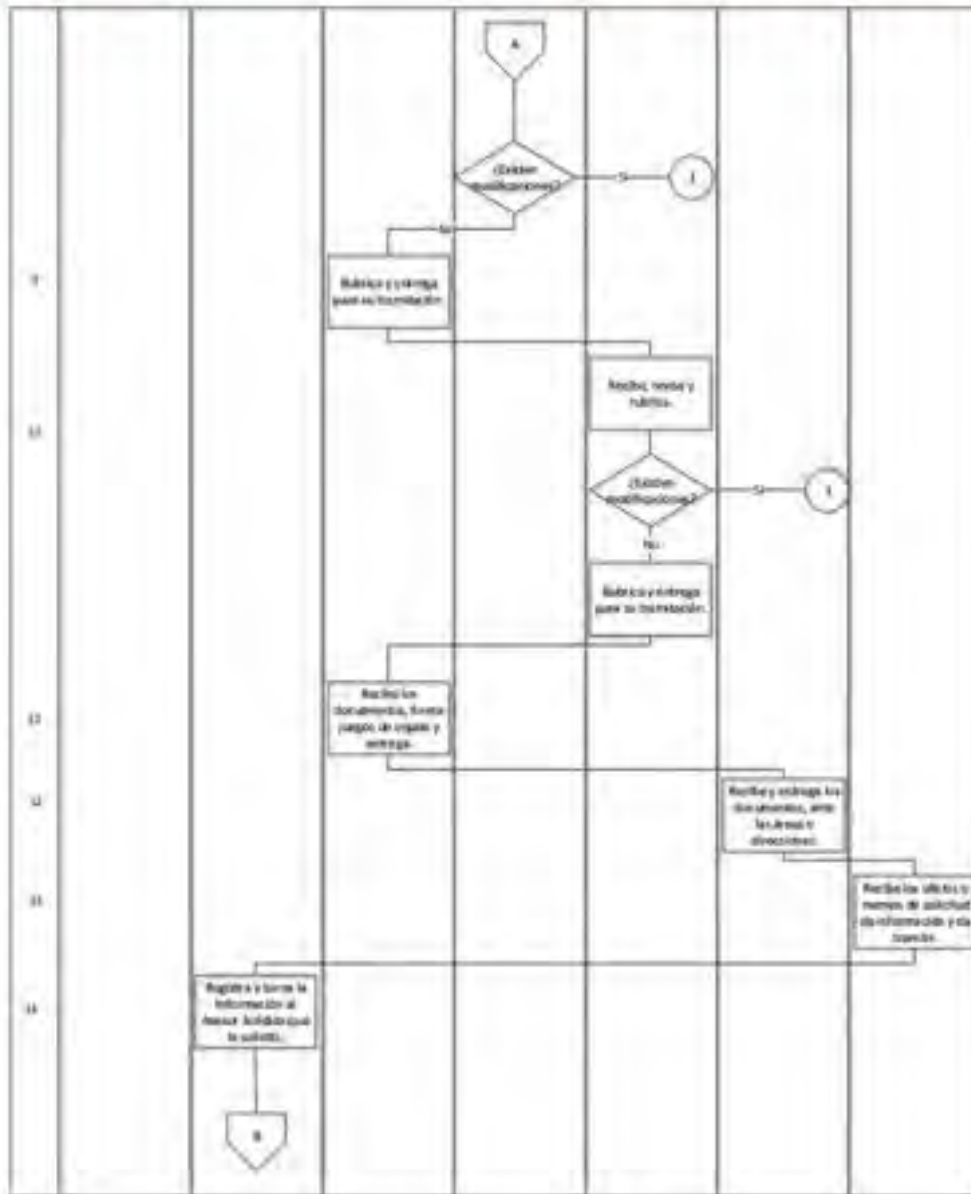 A
¿Existen
modificaciones?
Si
1
No
9
Rubrica y entrega
para su tramitación.
Recibe, revisa y
rubrica.
10
¿Existen
modificaciones?
Si
1
No
Rubrica y entrega
para su tramitación.
Recibe los
documentos, forma
juegos de copias y
entrega.
12
Recibe y entrega los
documentos, ante
las áreas o
direcciones.
13
Recibe los oficios o
memos de solicitud
de información y da
tramite.
14
Registra y turna la
información al
Asesor Jurídico que
la solicitó.
B